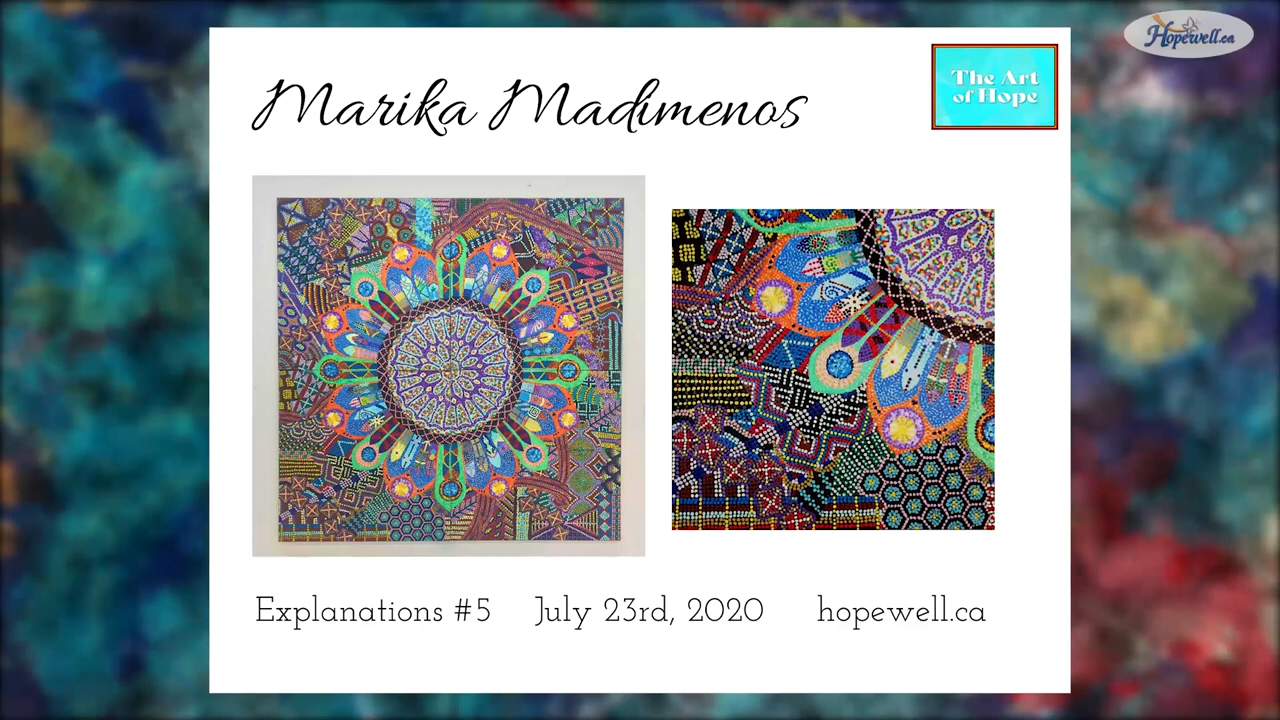 Hopewell.ca
The Art
of Hope
Marika Madimenos
Explanations #5 July 23rd, 2020 hopewell.ca